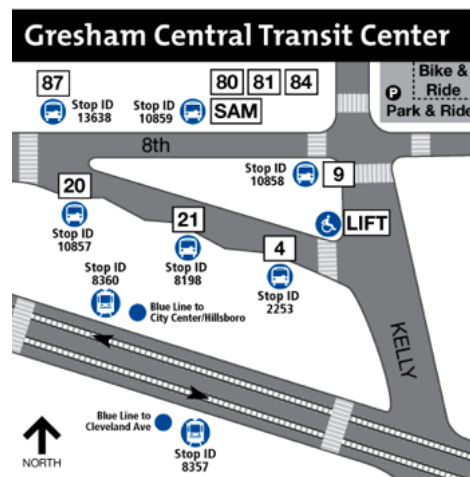 Gresham Central Transit Center
87
80 81 84
Bike &
Ride
P
Park & Ride
Stop ID
13638
Stop ID
10859
SAM
8th
Stop ID
10858
9
20
Stop ID
10857
21
Stop ID
8198
LIFT
4
Stop ID
2253
Stop ID
8360
Blue Line to
City Center/Hillsboro
KELLY
Blue Line to
Cleveland Ave
Stop ID
8357
NORTH